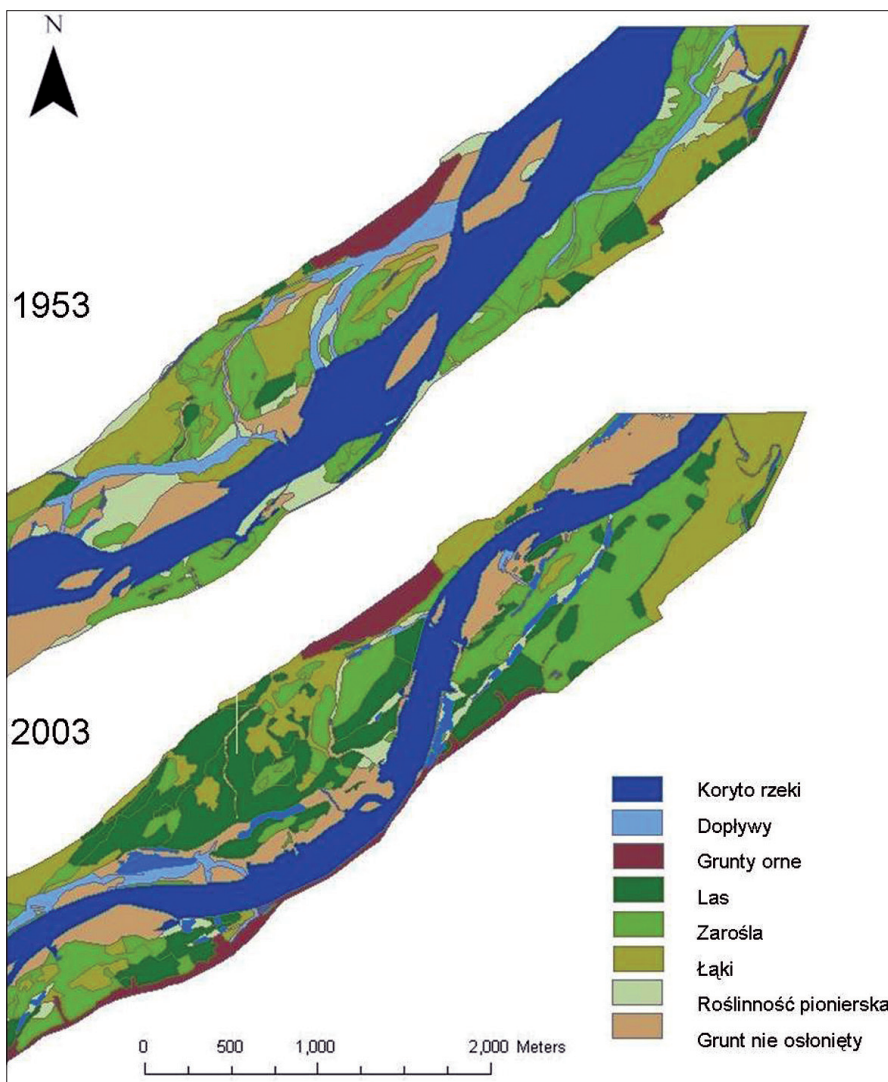 N
1953
2003
Koryto rzeki
Dopływy
Grunty orne
Las
Zarośla
Łąki
Roślinność pionierska
Grunt nie osłonięty
0 500 1,000 2,000 Meters